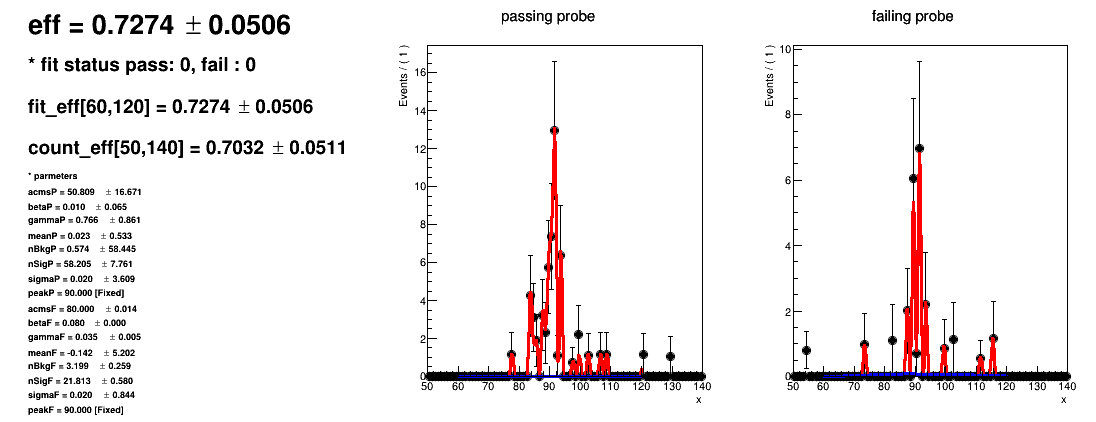 eff = 0.7274 ± 0.0506
* fit status pass: 0, fail : 0
fit_eff[60,120] = 0.7274 ± 0.0506
count_eff[50,140] = 0.7032 ± 0.0511
* parmeters
acmsP = 50.809 ± 16.671
betaP = 0.010 ± 0.065
gammaP = 0.766 ± 0.861
meanP = 0.023 ± 0.533
nBkgP = 0.574 ± 58.445
nSigP = 58.205 ± 7.761
sigmaP = 0.020 ± 3.609
peakP = 90.000 [Fixed]
acmsF = 80.000 ± 0.014
betaF = 0.080 ± 0.000
gammaF = 0.035 ± 0.005
meanF = -0.142 ± 5.202
nBkgF = 3.199 ± 0.259
nSigF = 21.813 ± 0.580
sigmaF = 0.020 ± 0.844
peakF = 90.000 [Fixed]
passing probe
Events / ( 1 )
16
14
12
10
8
6
4
2
0
50 60 70 80 90 100 110 120 130 140
x
failing probe
Events / ( 1 )
10
8
6
4
2
0
50 60 70 80 90 100 110 120 130 140
x